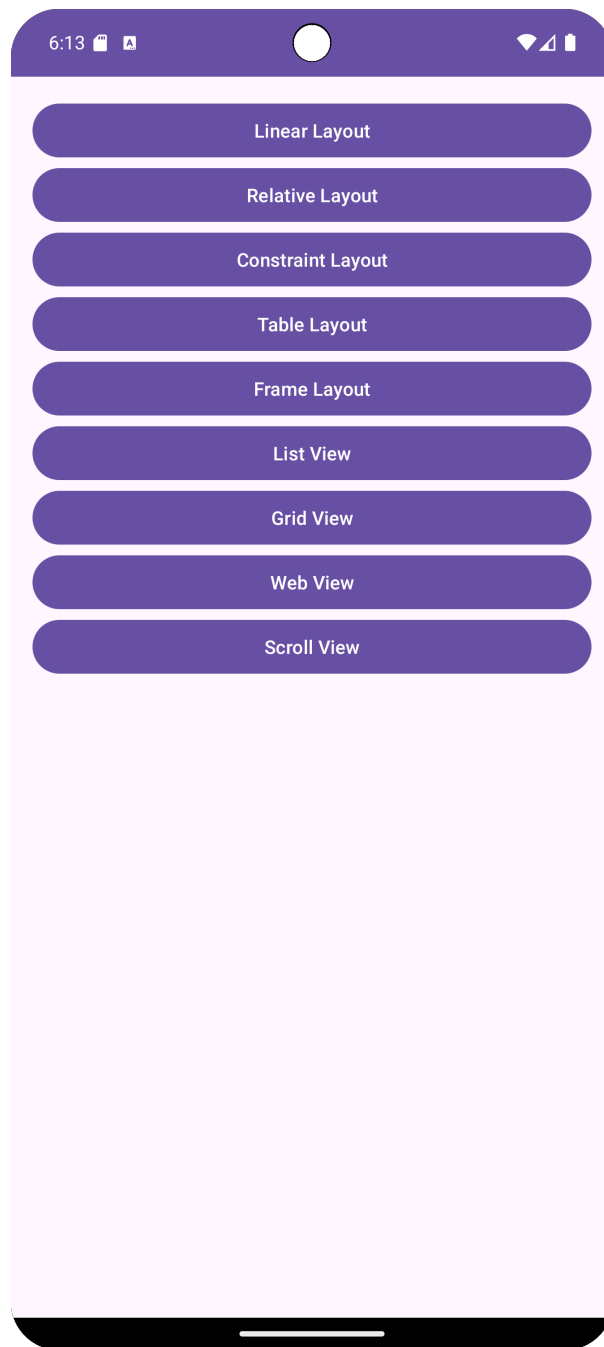 6:13
Linear Layout
Relative Layout
Constraint Layout
Table Layout
Frame Layout
List View
Grid View
Web View
Scroll View